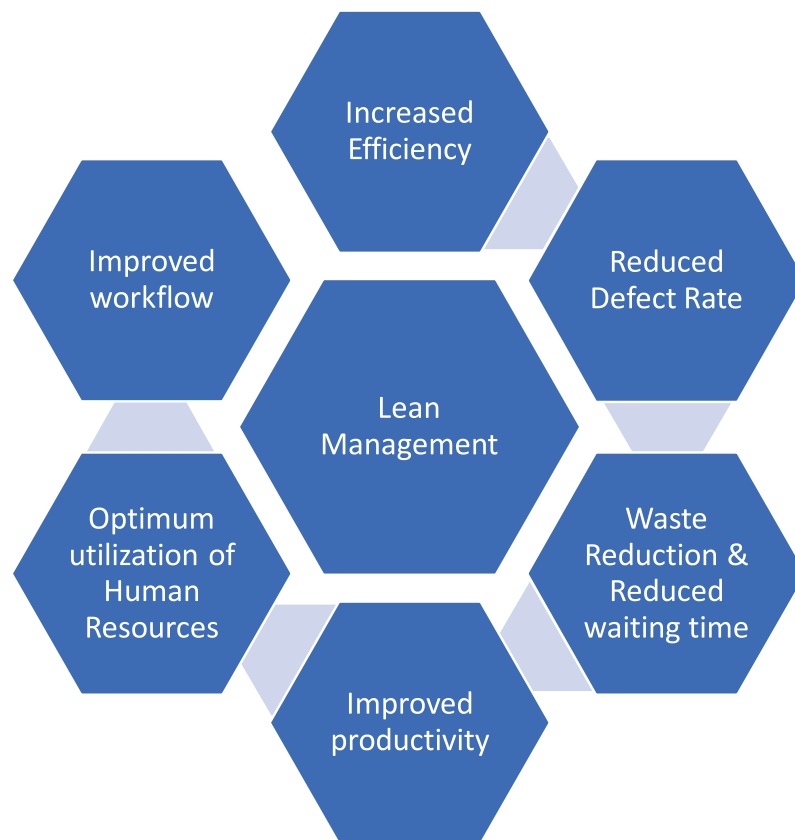 Increased
Efficiency
Improved
workflow
Reduced
Defect Rate
Lean
Management
Optimum
utilization of
Human
Resources
Waste
Reduction &
Reduced
waiting time
Improved
productivity